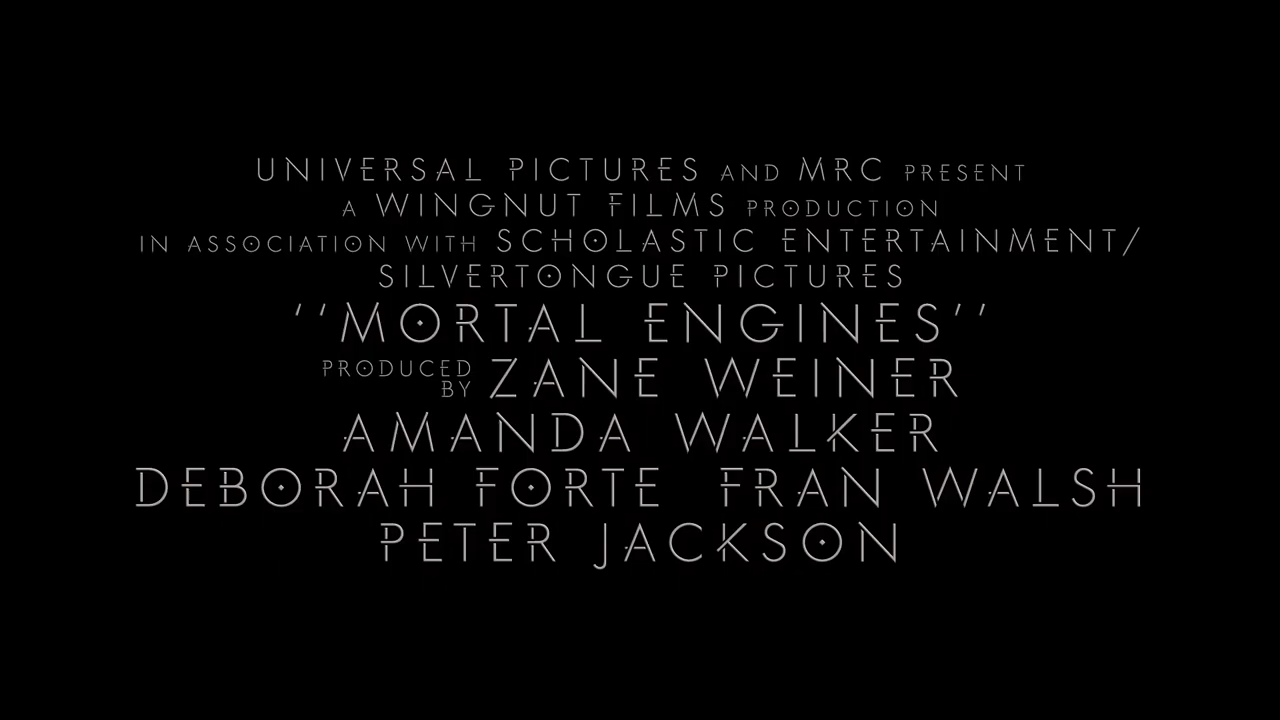 UNIVERSAL PICTURES AND MRC PRESENT
A WINGNUT FILMS PRODUCTION
IN ASSOCIATION WITH SCHOLASTIC ENTERTAINMENT/
SILVERTONGUE PICTURES
''MORTAL ENGINES''
PRODUCED BY ZANE WEINER
AMANDA WALKER
DEBORAH FORTE FRAN WALSH
PETER JACKSON